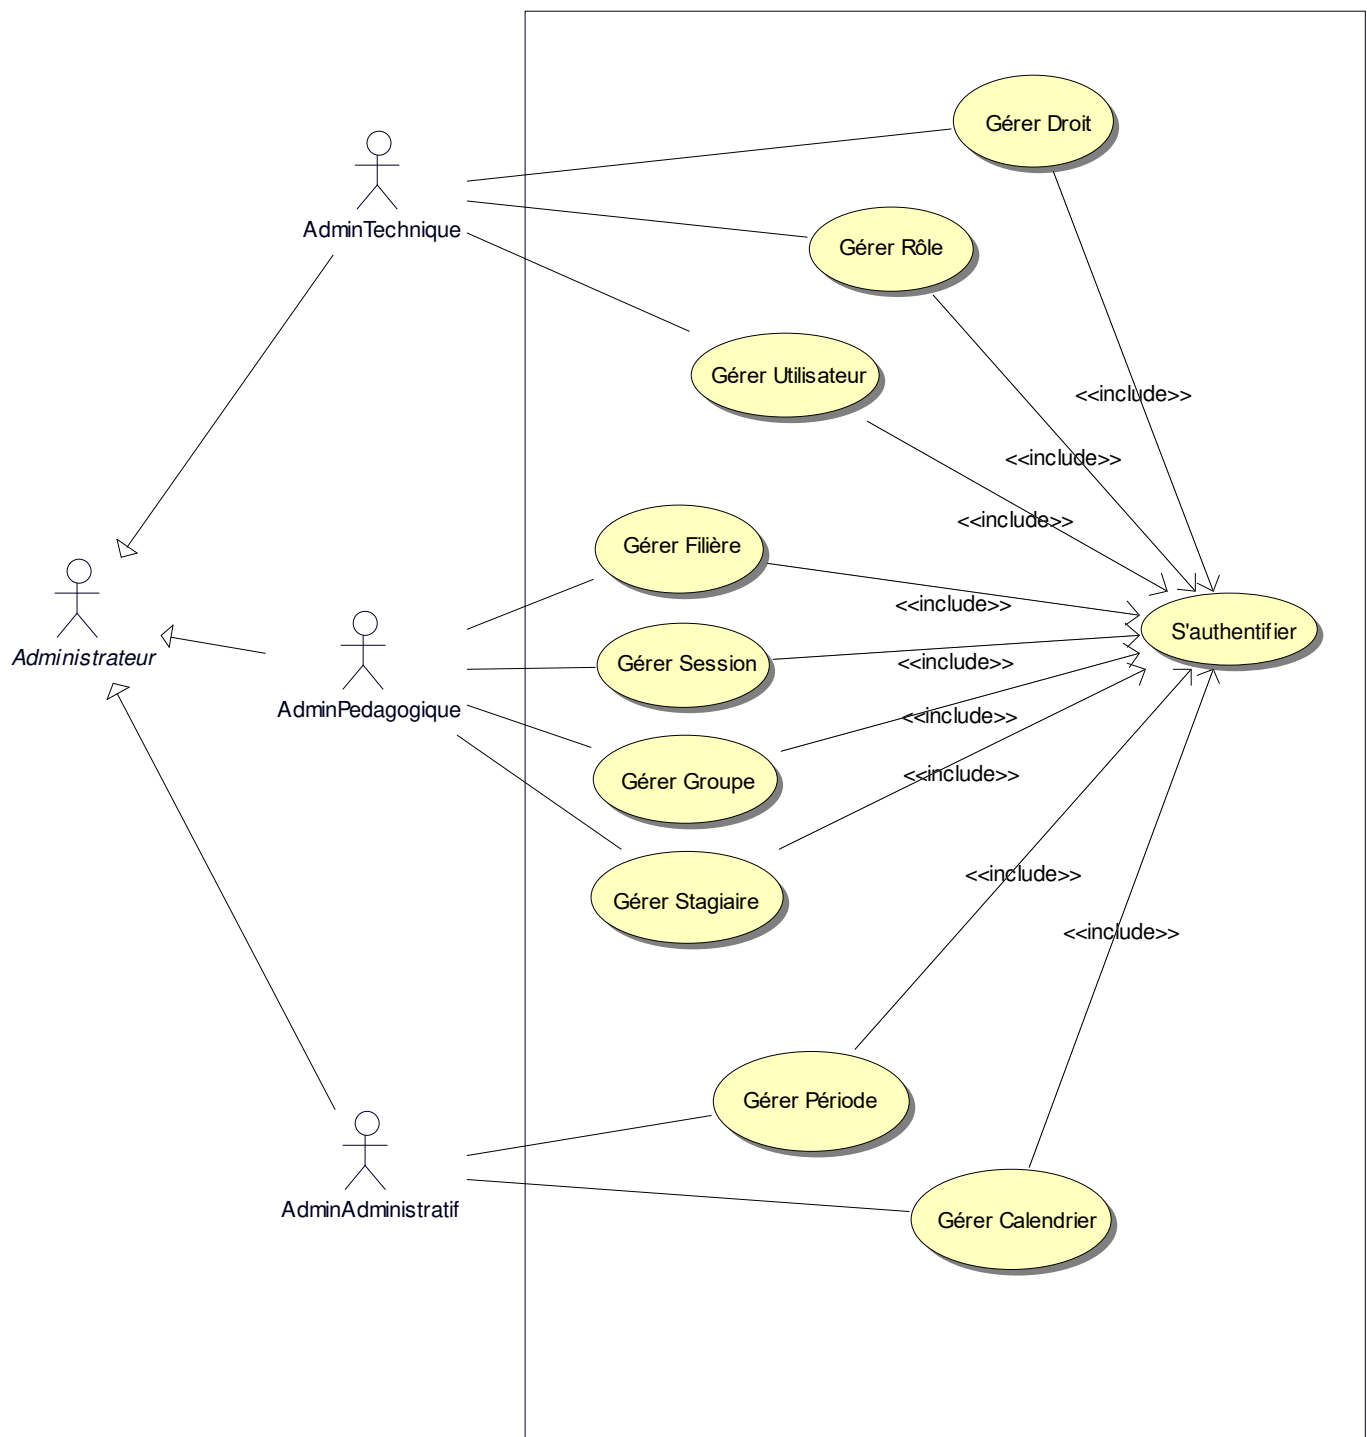 Gérer Droit
AdminTechnique
Gérer Rôle
Gérer Utilisateur
<<include>>
<<include>>
<<include>>
Gérer Filière
<<include>>
S'authentifier
Administrateur
Gérer Session
<<include>>
AdminPedagogique
<<include>>
Gérer Groupe
<<include>>
Gérer Stagiaire
<<include>>
<<include>>
Gérer Période
AdminAdministratif
Gérer Calendrier